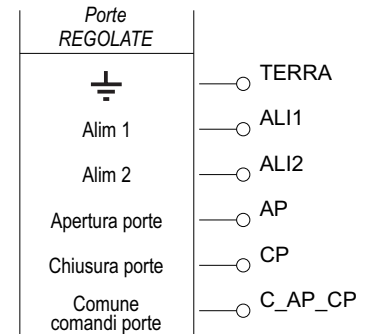 Porte
REGOLATE
TERRA
Alim 1
ALI1
Alim 2
ALI2
Apertura porte
AP
Chiusura porte
CP
Comune
comandi porte
C_AP_CP